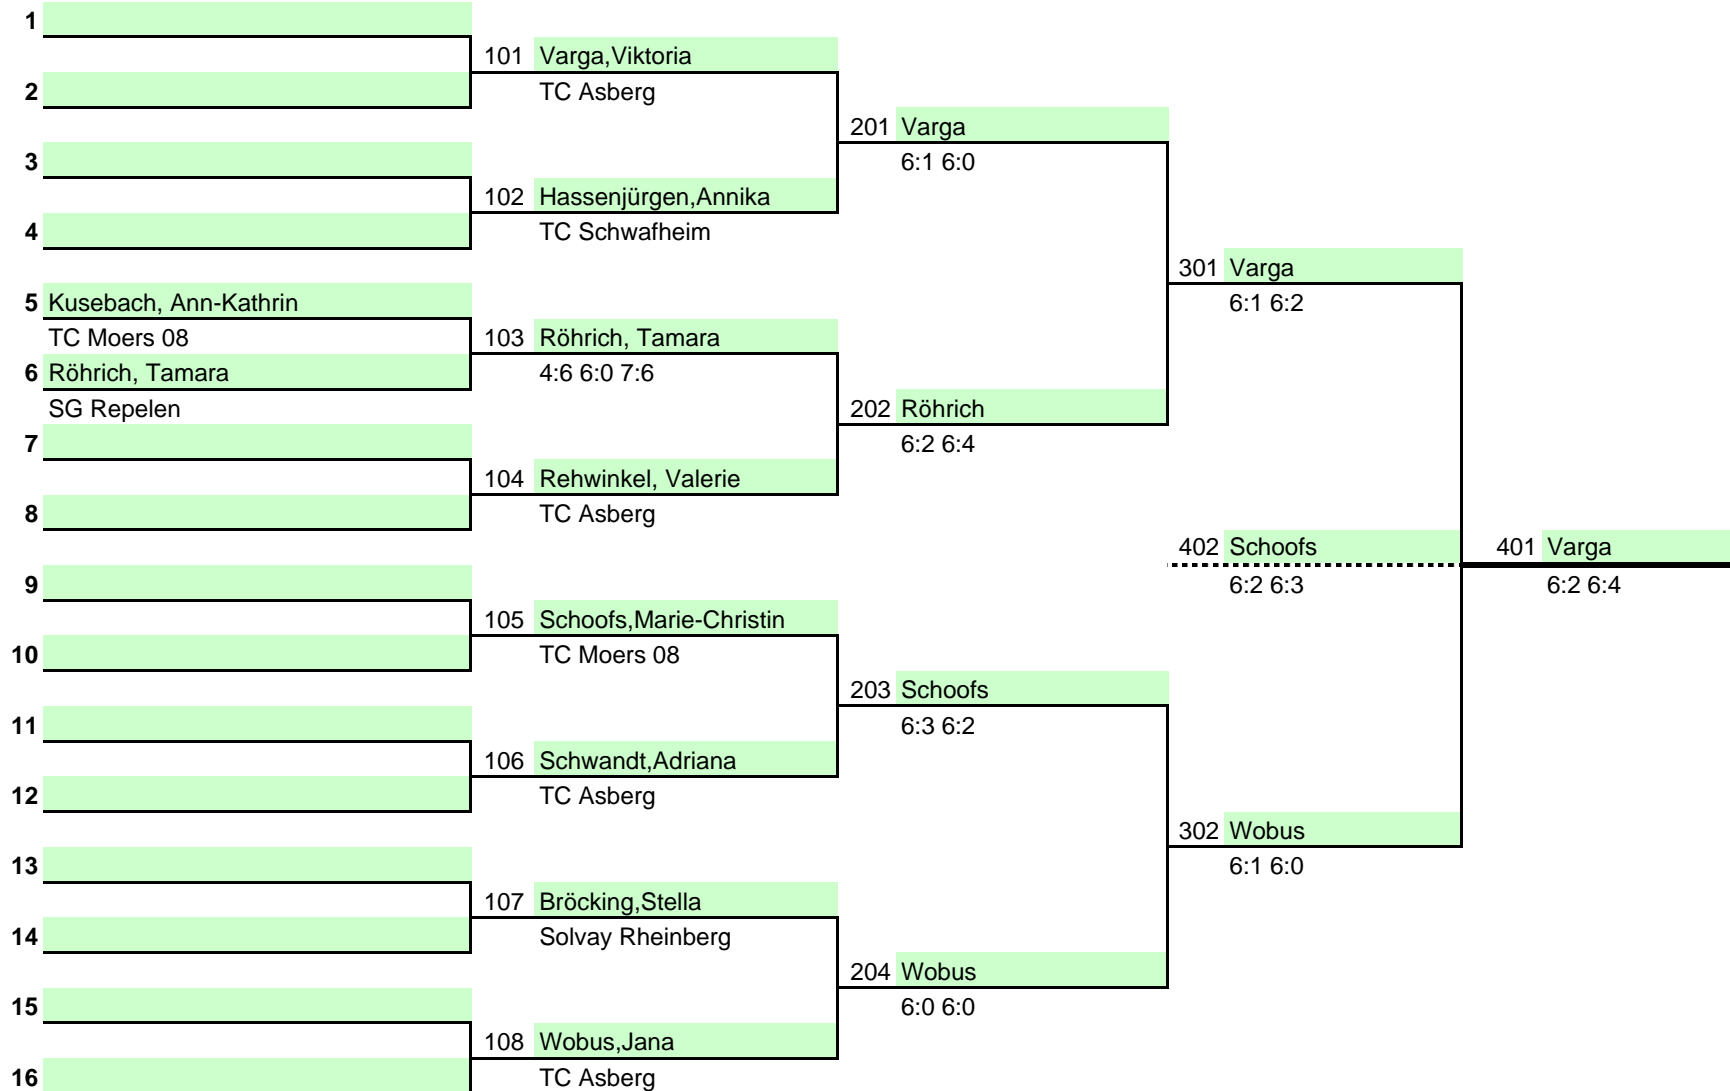 1
101 Varga,Viktoria
2
TC Asberg
201 Varga
3
6:1 6:0
102 Hassenjürgen,Annika
4
TC Schwafheim
301 Varga
5 Kusebach, Ann-Kathrin
6:1 6:2
TC Moers 08
103 Röhrich, Tamara
6 Röhrich, Tamara
4:6 6:0 7:6
SG Repelen
202 Röhrich
7
6:2 6:4
104 Rehwinkel, Valerie
8
TC Asberg
402 Schoofs
401 Varga
9
6:2 6:3
6:2 6:4
105 Schoofs,Marie-Christin
10
TC Moers 08
203 Schoofs
11
6:3 6:2
106 Schwandt,Adriana
12
TC Asberg
302 Wobus
13
6:1 6:0
107 Bröcking,Stella
14
Solvay Rheinberg
204 Wobus
15
6:0 6:0
108 Wobus,Jana
16
TC Asberg